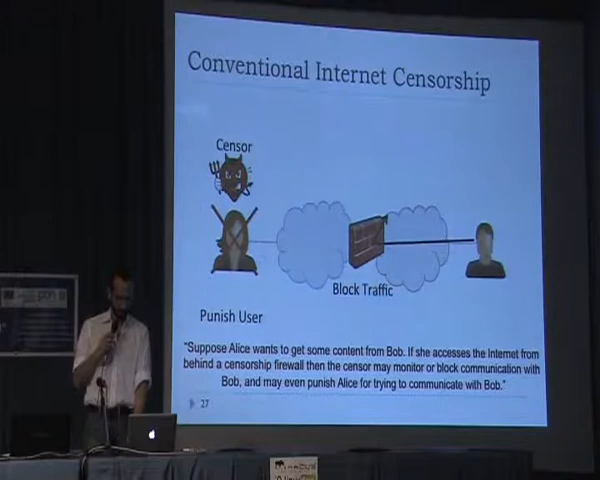 Conventional Internet Censorship
Censor
Block Traffic
Punish User
"Suppose Alice wants to get some content from Bob. If she accesses the Internet from
behind a censorship firewall then the censor may monitor or block communication with
Bob, and may even punish Alice for trying to communicate with Bob."
27